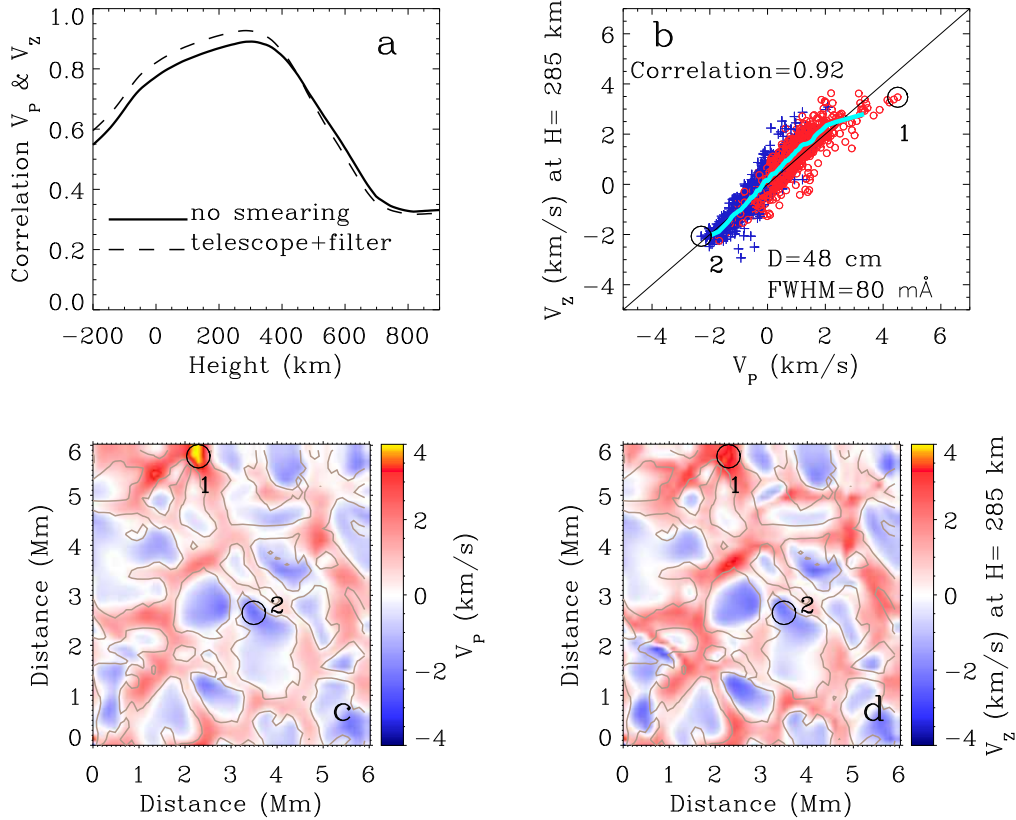 a
1.0
0.8
0.6
0.4
0.2
0.0
Correlation V_P & V_Z
no smearing
telescope+filter
−200 0 200 400 600 800
Height (km)
b
Correlation=0.92
6
4
2
0
−2
−4
V_Z (km/s) at H= 285 km
1
2
D=48 cm
FWHM=80 mÅ
−4 −2 0 2 4 6
V_P (km/s)
6
5
4
3
2
1
0
Distance (Mm)
1
2
c
0 1 2 3 4 5 6
Distance (Mm)
4
2
0
−2
−4
V_P (km/s)
6
5
4
3
2
1
0
Distance (Mm)
1
2
d
0 1 2 3 4 5 6
Distance (Mm)
4
2
0
−2
−4
V_Z (km/s) at H= 285 km